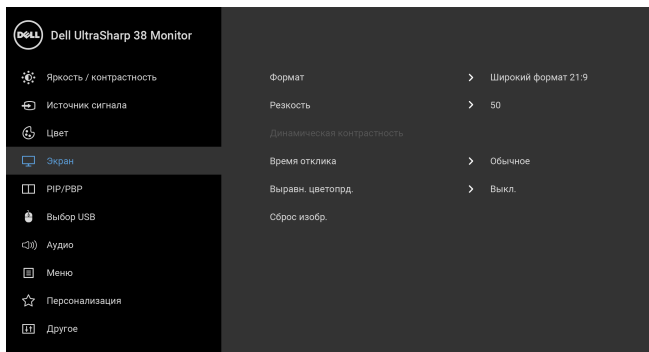 DELL Dell UltraSharp 38 Monitor
Яркость / контрастность
Формат Широкий формат 21:9
Источник сигнала
Резкость 50
Цвет
Динамическая контрастность
Экран
Время отклика Обычное
PIP/PBP
Выравн. цветопрд. Выкл.
Выбор USB
Сброс изобр.
Аудио
Меню
Персонализация
Другое